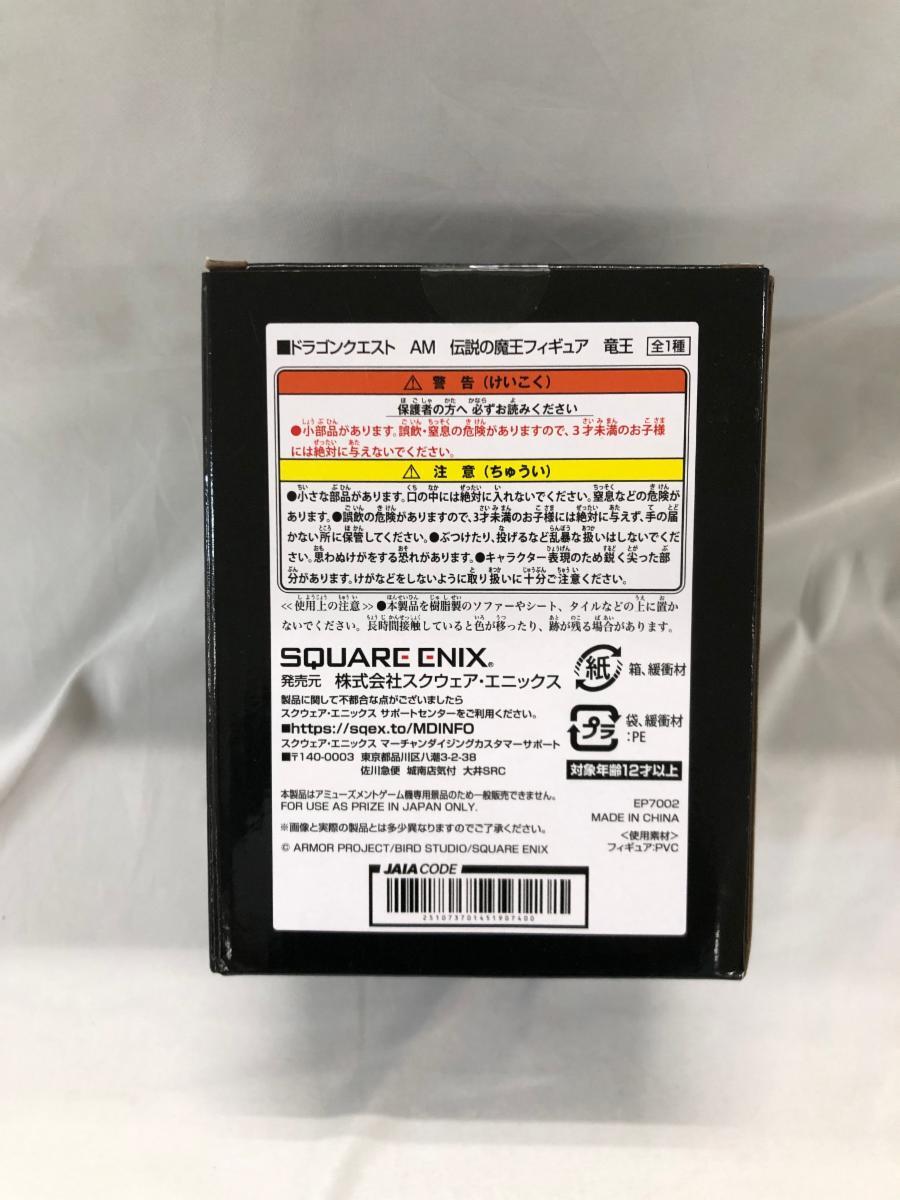 ■ドラゴンクエスト AM 伝説の魔王フィギュア 竜王 全1種
⚠ 警告(けいこく)
保護者の方へ 必ずお読みください
●小部品があります。誤飲・窒息の危険がありますので、3才未満のお子様
には絶対に与えないでください。
⚠ 注意(ちゅうい)
●小さな部品があります。口の中には絶対に入れないでください。窒息などの危険が
あります。●誤飲の危険がありますので、3才未満のお子様には絶対に与えず、手の届
かない所に保管してください。●ぶつけたり、投げるなど乱暴な扱いはしないでくだ
さい。思わぬけがをする恐れがあります。●キャラクター表現のため鋭く尖った部
分があります。けがなどをしないように取り扱いに十分ご注意ください。
≪使用上の注意≫●本製品を樹脂製のソファーやシート、タイルなどの上に置か
ないでください。長時間接触していると色が移ったり、跡が残る場合があります。
SQUARE ENIX®
発売元 株式会社スクウェア・エニックス
製品に関して不都合な点がございましたら
スクウェア・エニックス サポートセンターをご利用ください。
■https://sqex.to/MDINFO
スクウェア・エニックス マーチャンダイジングカスタマーサポート
■〒140-0003 東京都品川区八潮3-2-38
佐川急便 城南店気付 大井SRC
紙 箱、緩衝材
プラ 袋、緩衝材
:PE
対象年齢12才以上
本製品はアミューズメントゲーム機専用景品のため一般販売できません。
FOR USE AS PRIZE IN JAPAN ONLY.
※画像と実際の製品とは多少異なりますのでご了承ください。
© ARMOR PROJECT/BIRD STUDIO/SQUARE ENIX
EP7002
MADE IN CHINA
<使用素材>
フィギュア:PVC
JAIA CODE
251073701451907400